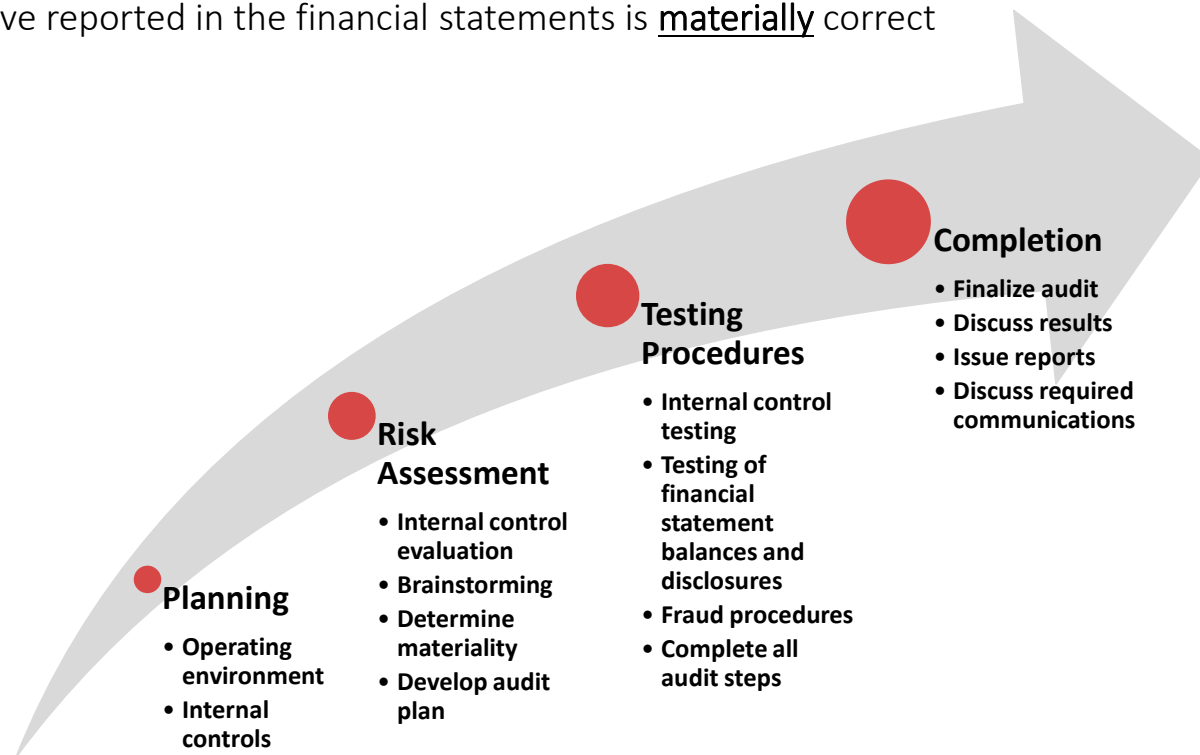 ve reported in the financial statements is materially correct
Planning
• Operating
environment
• Internal
controls
Risk
Assessment
• Internal control
evaluation
• Brainstorming
• Determine
materiality
• Develop audit
plan
Testing
Procedures
• Internal control
testing
• Testing of
financial
statement
balances and
disclosures
• Fraud procedures
• Complete all
audit steps
Completion
• Finalize audit
• Discuss results
• Issue reports
• Discuss required
communications